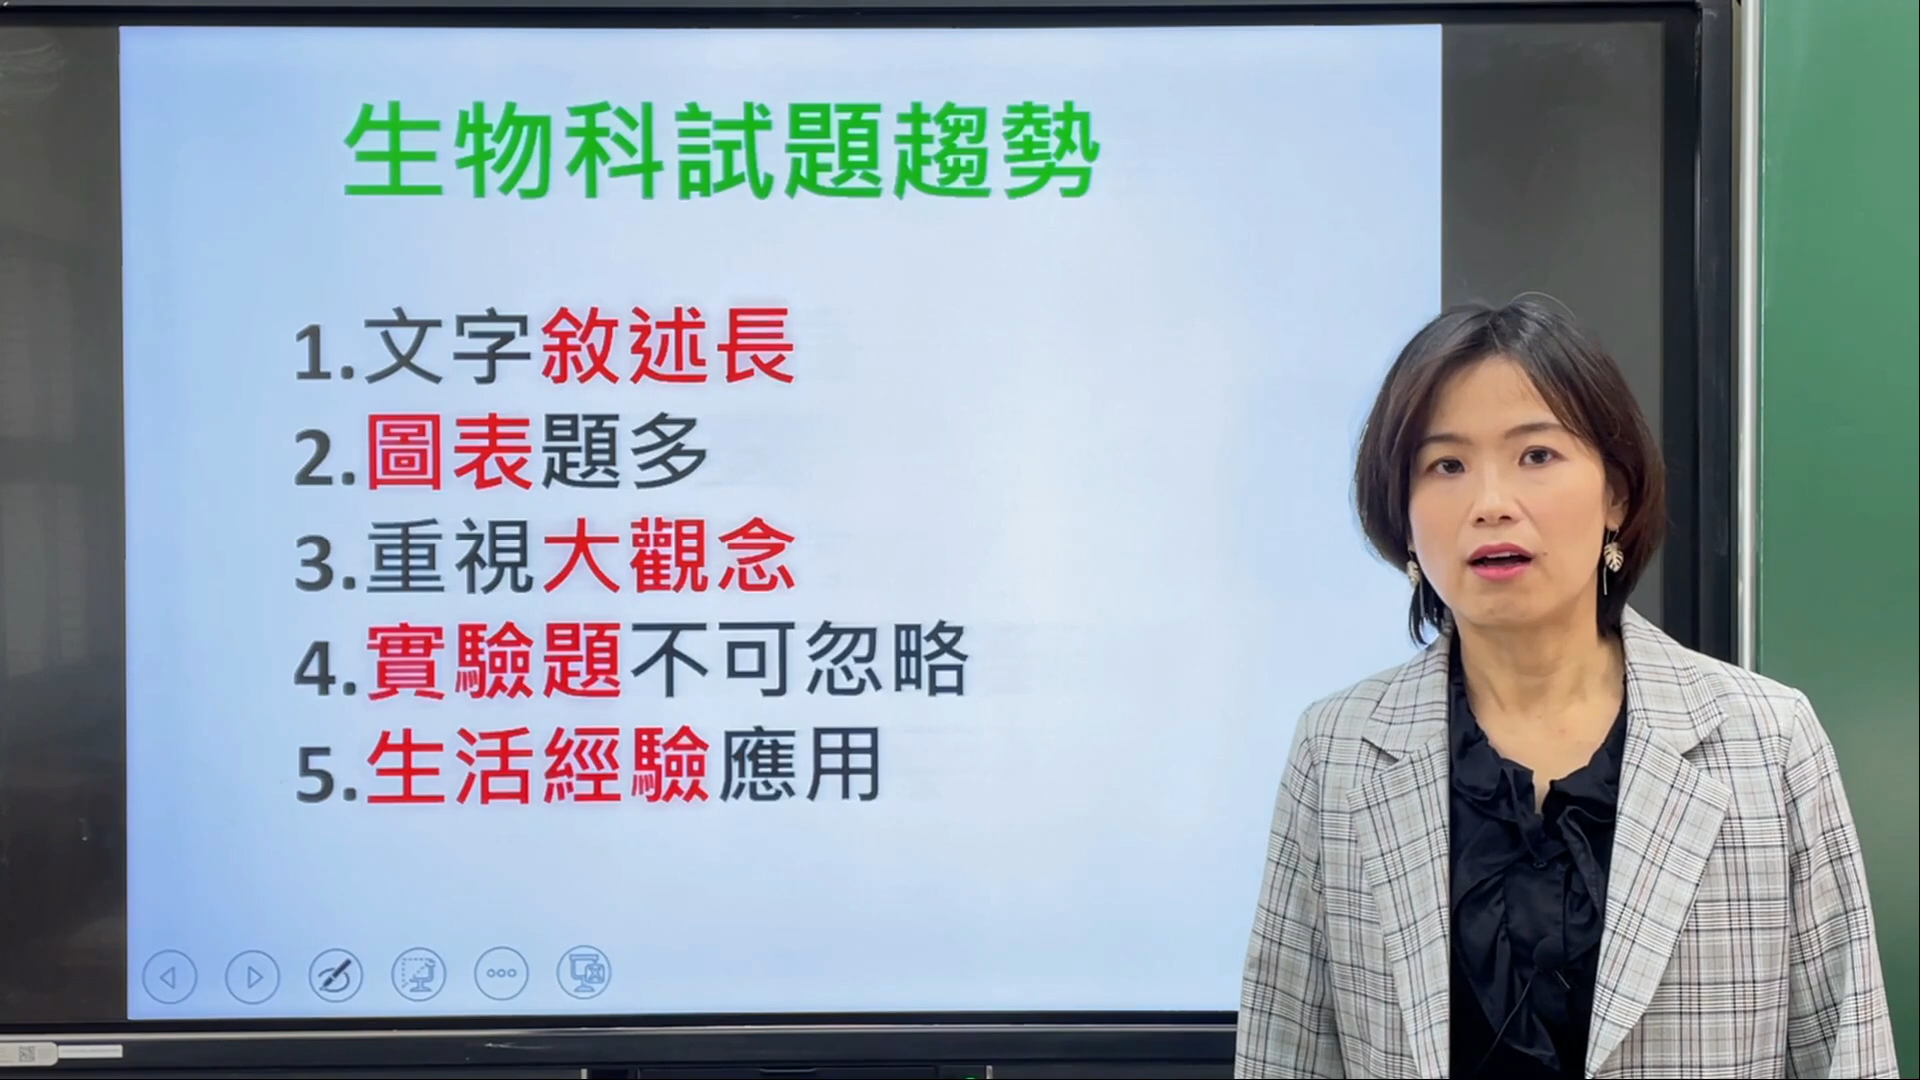 生物科試題趨勢
1.文字敘述長
2.圖表題多
3.重視大觀念
4.實驗題不可忽略
5.生活經驗應用